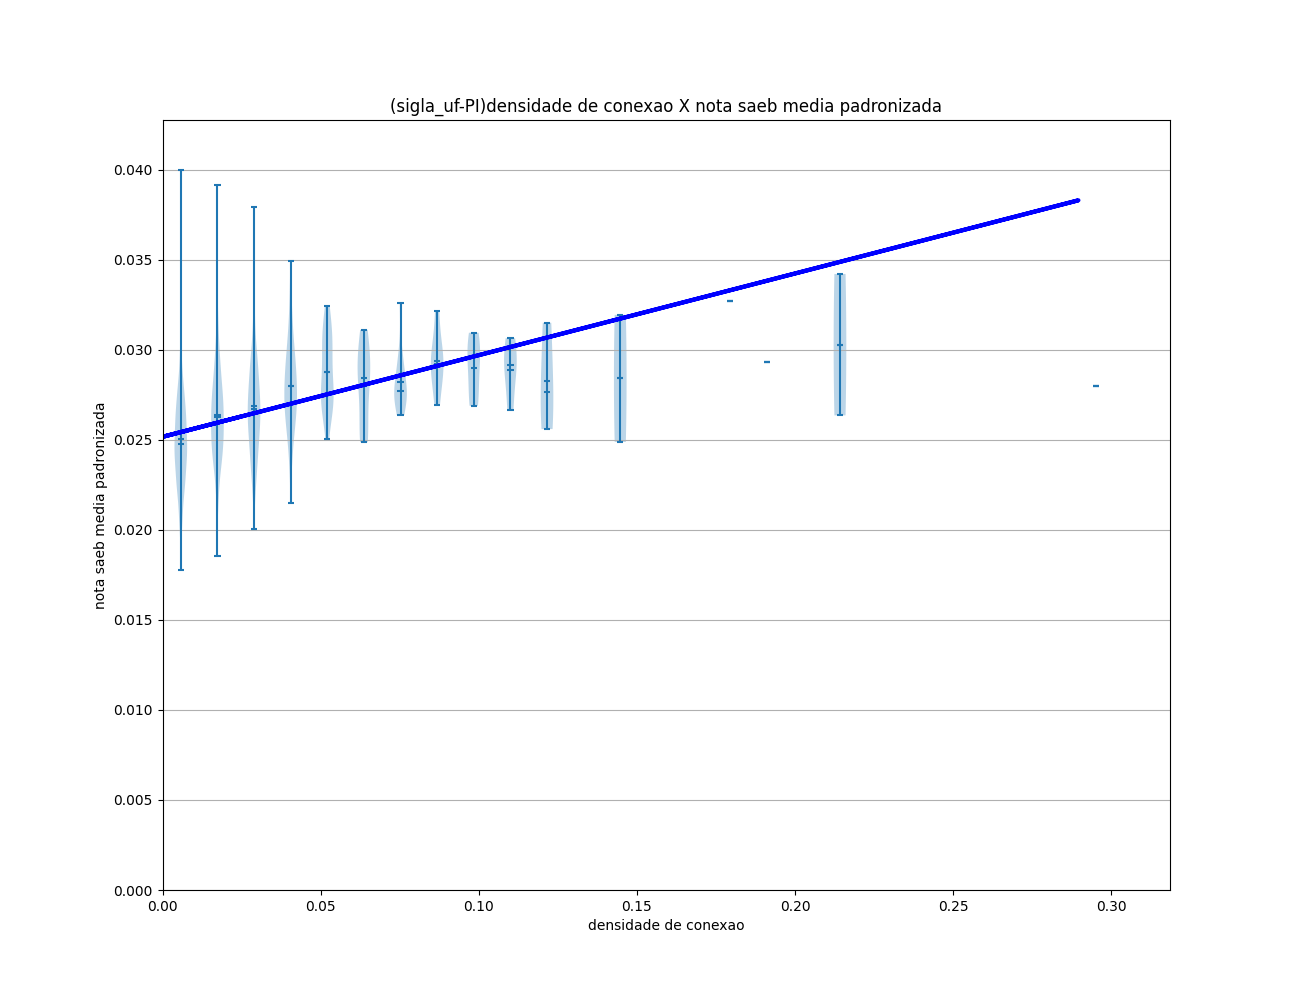 (sigla_uf-PI)densidade de conexao X nota saeb media padronizada
nota saeb media padronizada
0.040
0.035
0.030
0.025
0.020
0.015
0.010
0.005
0.000
0.00 0.05 0.10 0.15 0.20 0.25 0.30
densidade de conexao